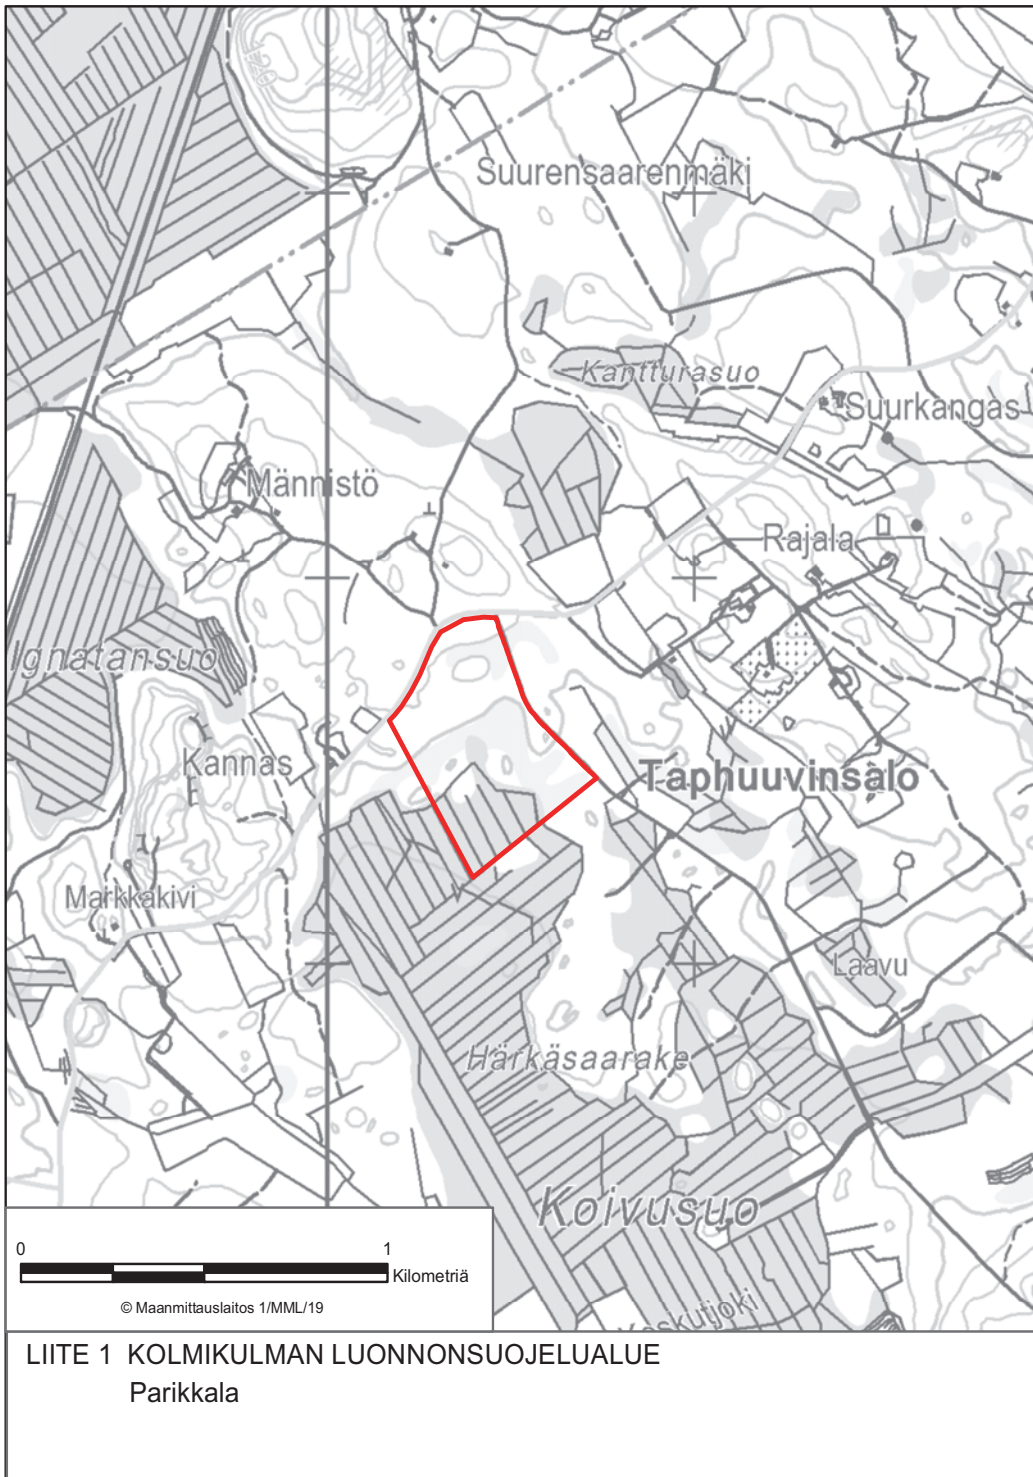 Suurensaarenmäki
Kantturasuo
Suurkangas
Männistö
Rajala
Ignatansuo
Kannas
Taphuuvinsalo
Markkakivi
Laavu
Härkäsaarake
Koivusuo
0 1
Kilometriä
© Maanmittauslaitos 1/MML/19
LIITE 1 KOLMIKULMAN LUONNONSUOJELUALUE
Parikkala